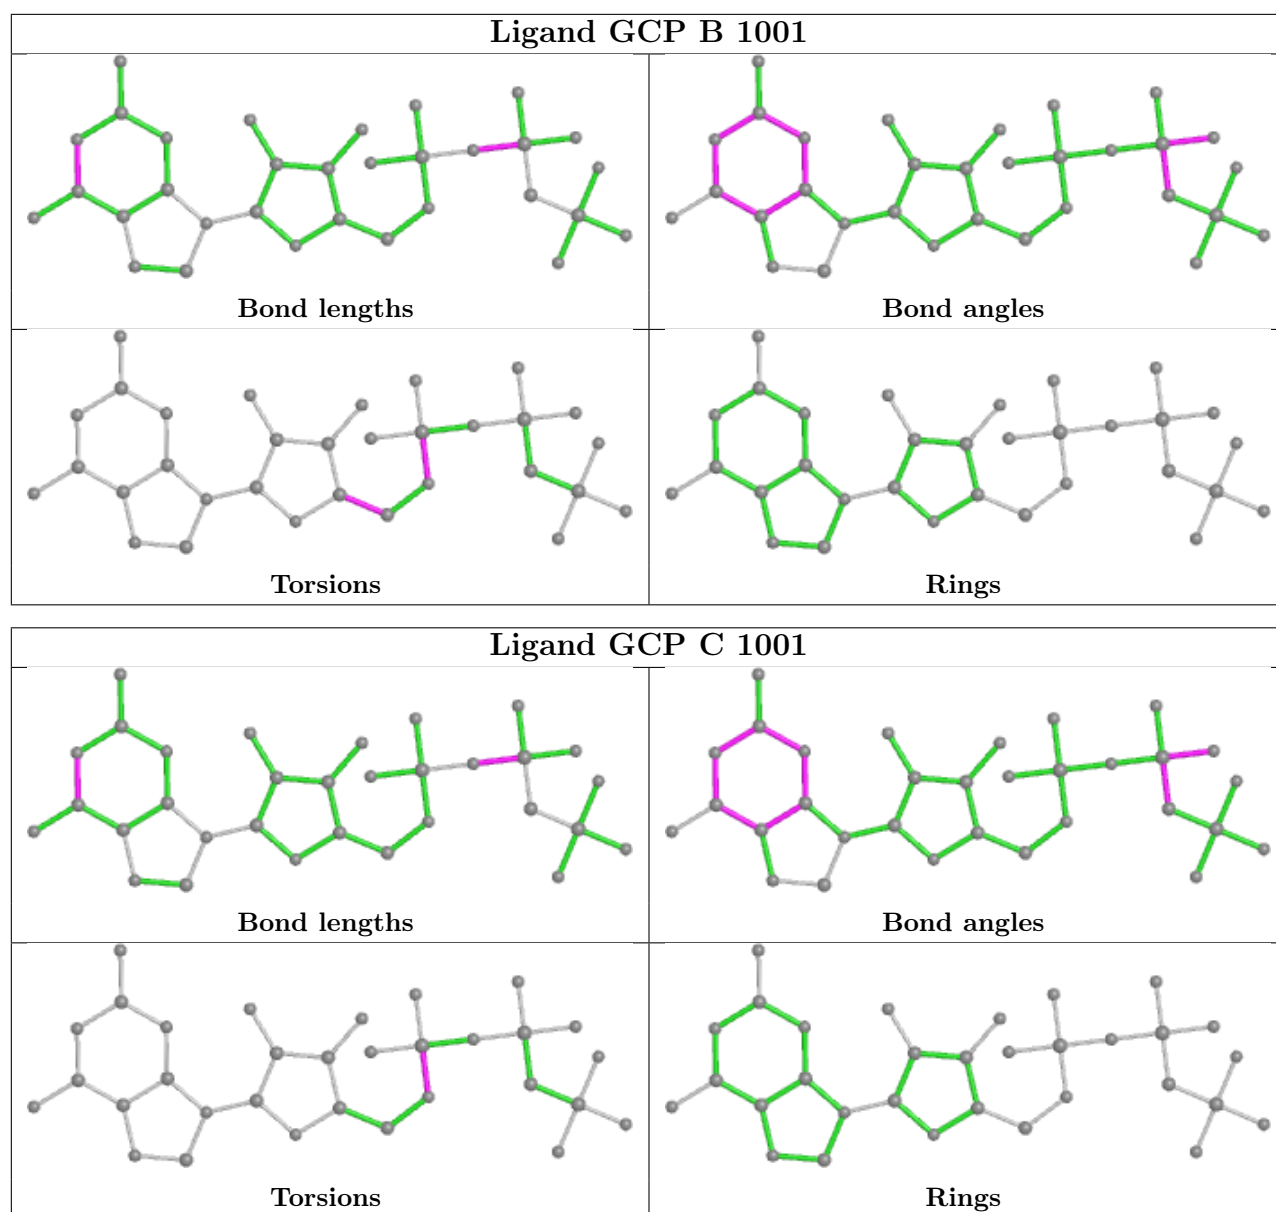 Ligand GCP B 1001
Bond lengths
Bond angles
Torsions
Rings
Ligand GCP C 1001
Bond lengths
Bond angles
Torsions
Rings